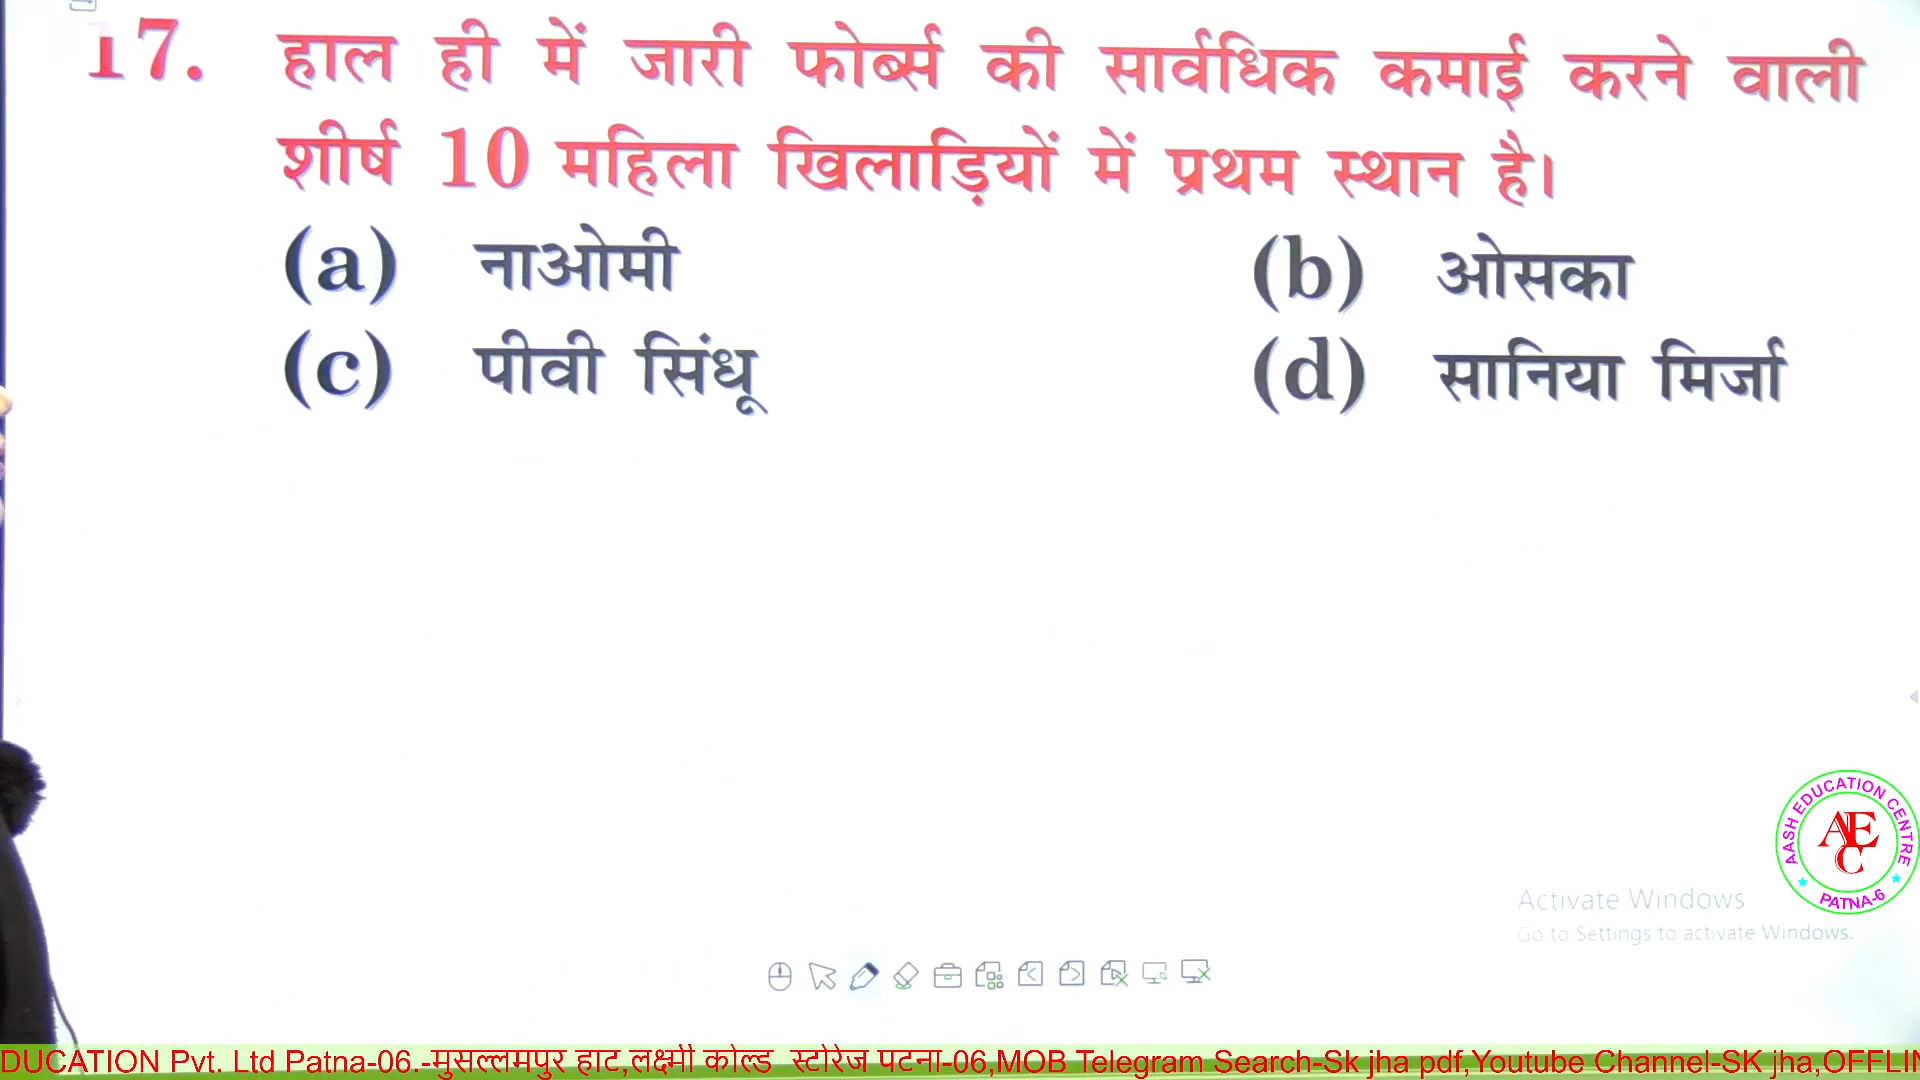 17. हाल ही में जारी फोर्ब्स की सार्वधिक कमाई करने वाली
शीर्ष 10 महिला खिलाड़ियों में प्रथम स्थान है।
(a) नाओमी (b) ओसका
(c) पीवी सिंधू (d) सानिया मिर्जा
AASH EDUCATION CENTRE
AEC
PATNA-6
Activate Windows
Go to Settings to activate Windows.
DUCATION Pvt. Ltd Patna-06.-मुसल्लमपुर हाट,लक्ष्मी कोल्ड स्टोरेज पटना-06,MOB Telegram Search-Sk jha pdf,Youtube Channel-SK jha,OFFLIN